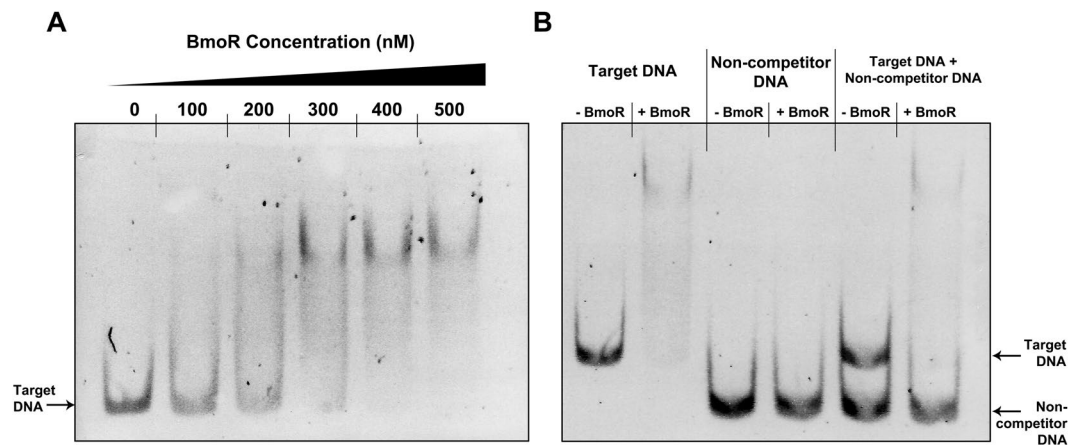 A
BmoR Concentration (nM)
0 100 200 300 400 500
Target
DNA
B
Target DNA
Non-competitor
DNA
Target DNA +
Non-competitor DNA
- BmoR + BmoR - BmoR + BmoR - BmoR + BmoR
Target
DNA
Non-
competitor
DNA